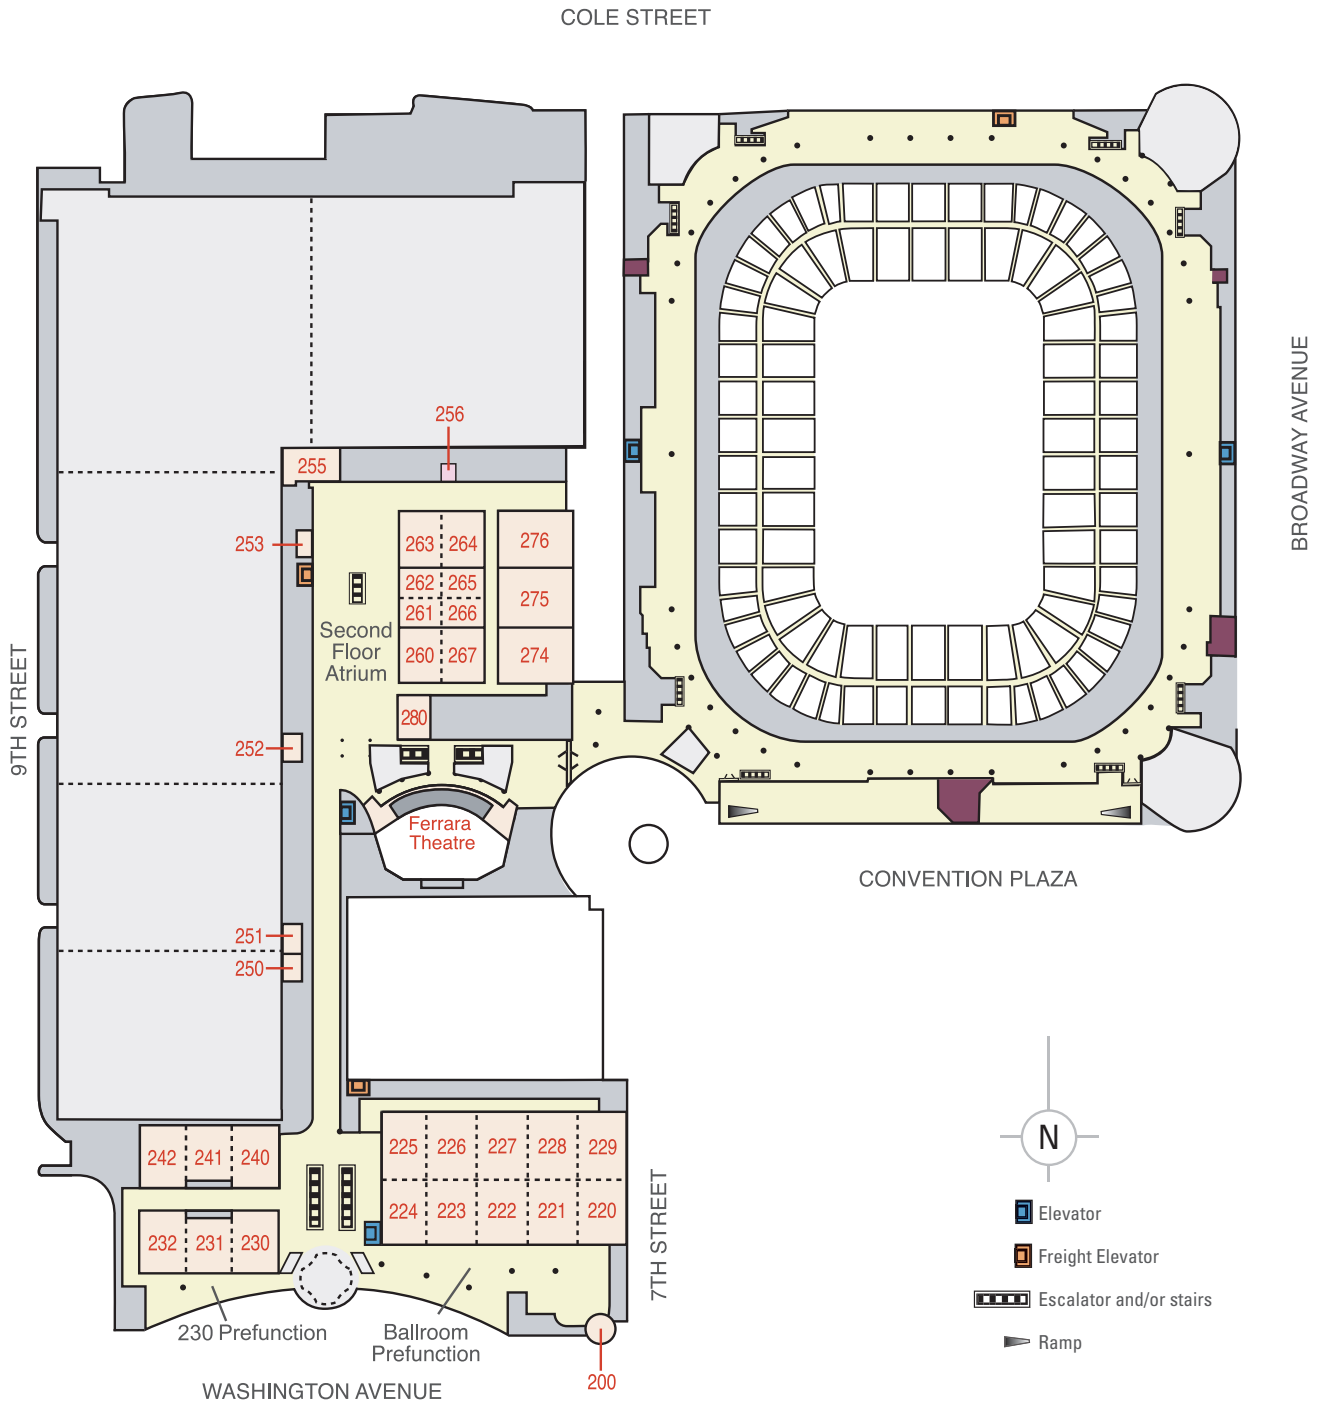 COLE STREET
BROADWAY AVENUE
256
255
253
263
264
276
262
265
275
261
266
Second
Floor
Atrium
260
267
274
9TH STREET
280
252
Ferrara
Theatre
CONVENTION PLAZA
251
250
N
242
241
240
225
226
227
228
229
232
231
230
224
223
222
221
220
7TH STREET
Elevator
Freight Elevator
Escalator and/or stairs
Ramp
230 Prefunction
Ballroom
Prefunction
200
WASHINGTON AVENUE